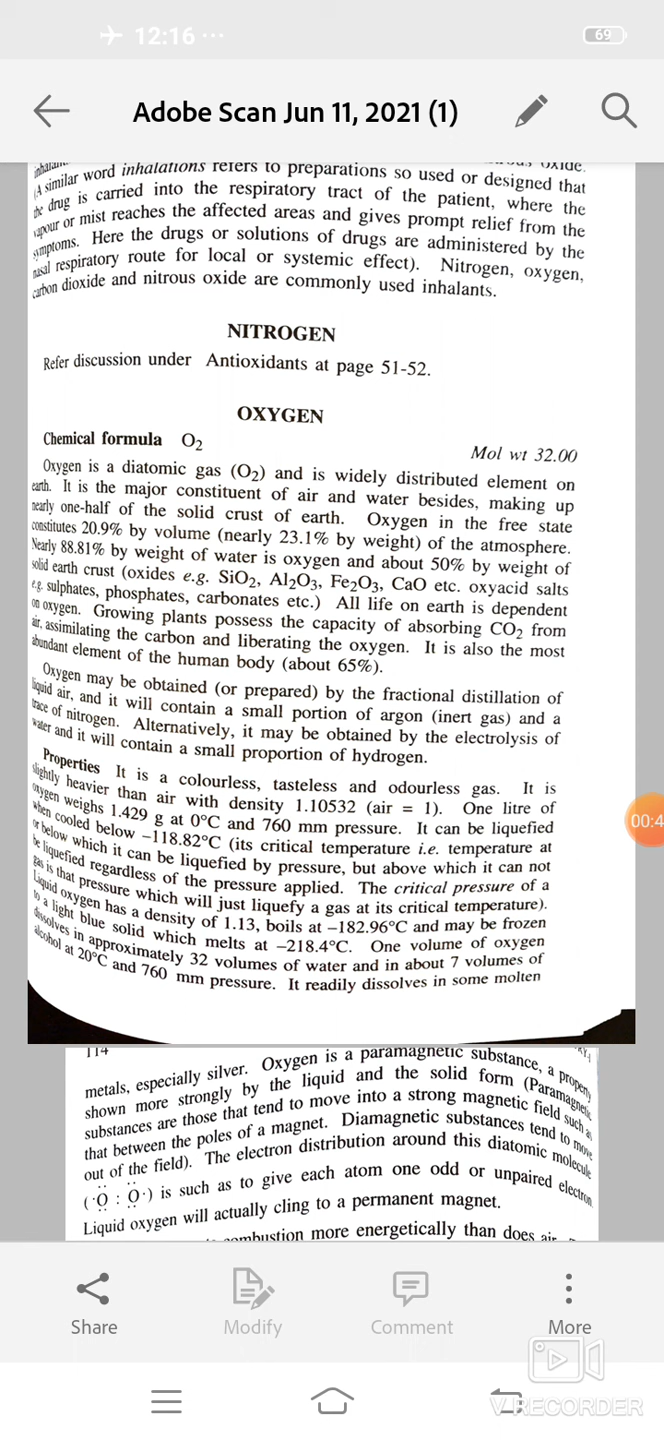 12:16 ...
69
Adobe Scan Jun 11, 2021 (1)
(A similar word inhalations refers to preparations so used or designed that
the drug is carried into the respiratory tract of the patient, where the
vapour or mist reaches the affected areas and gives prompt relief from the
symptoms. Here the drugs or solutions of drugs are administered by the
nasal respiratory route for local or systemic effect). Nitrogen, oxygen,
carbon dioxide and nitrous oxide are commonly used inhalants.
NITROGEN
Refer discussion under Antioxidants at page 51-52.
OXYGEN
Chemical formula O₂
Mol wt 32.00
Oxygen is a diatomic gas (O₂) and is widely distributed element on
earth. It is the major constituent of air and water besides, making up
nearly one-half of the solid crust of earth. Oxygen in the free state
constitutes 20.9% by volume (nearly 23.1% by weight) of the atmosphere.
Nearly 88.81% by weight of water is oxygen and about 50% by weight of
solid earth crust (oxides e.g. SiO₂, Al₂O₃, Fe₂O₃, CaO etc. oxyacid salts
e.g. sulphates, phosphates, carbonates etc.) All life on earth is dependent
on oxygen. Growing plants possess the capacity of absorbing CO₂ from
air, assimilating the carbon and liberating the oxygen. It is also the most
abundant element of the human body (about 65%).
Oxygen may be obtained (or prepared) by the fractional distillation of
liquid air, and it will contain a small portion of argon (inert gas) and a
trace of nitrogen. Alternatively, it may be obtained by the electrolysis of
water and it will contain a small proportion of hydrogen.
Properties It is a colourless, tasteless and odourless gas. It is
slightly heavier than air with density 1.10532 (air = 1). One litre of
oxygen weighs 1.429 g at 0°C and 760 mm pressure. It can be liquefied
when cooled below –118.82°C (its critical temperature i.e. temperature at
or below which it can be liquefied by pressure, but above which it can not
be liquefied regardless of the pressure applied. The critical pressure of a
gas is that pressure which will just liquefy a gas at its critical temperature).
Liquid oxygen has a density of 1.13, boils at –182.96°C and may be frozen
to a light blue solid which melts at –218.4°C. One volume of oxygen
dissolves in approximately 32 volumes of water and in about 7 volumes of
alcohol at 20°C and 760 mm pressure. It readily dissolves in some molten
00:4
114
metals, especially silver. Oxygen is a paramagnetic substance, a property
shown more strongly by the liquid and the solid form (Paramagnetic
substances are those that tend to move into a strong magnetic field such as
that between the poles of a magnet. Diamagnetic substances tend to move
out of the field). The electron distribution around this diatomic molecule
(·Ö : Ö·) is such as to give each atom one odd or unpaired electron.
Liquid oxygen will actually cling to a permanent magnet.
combustion more energetically than does air
Share
Modify
Comment
More
V RECORDER